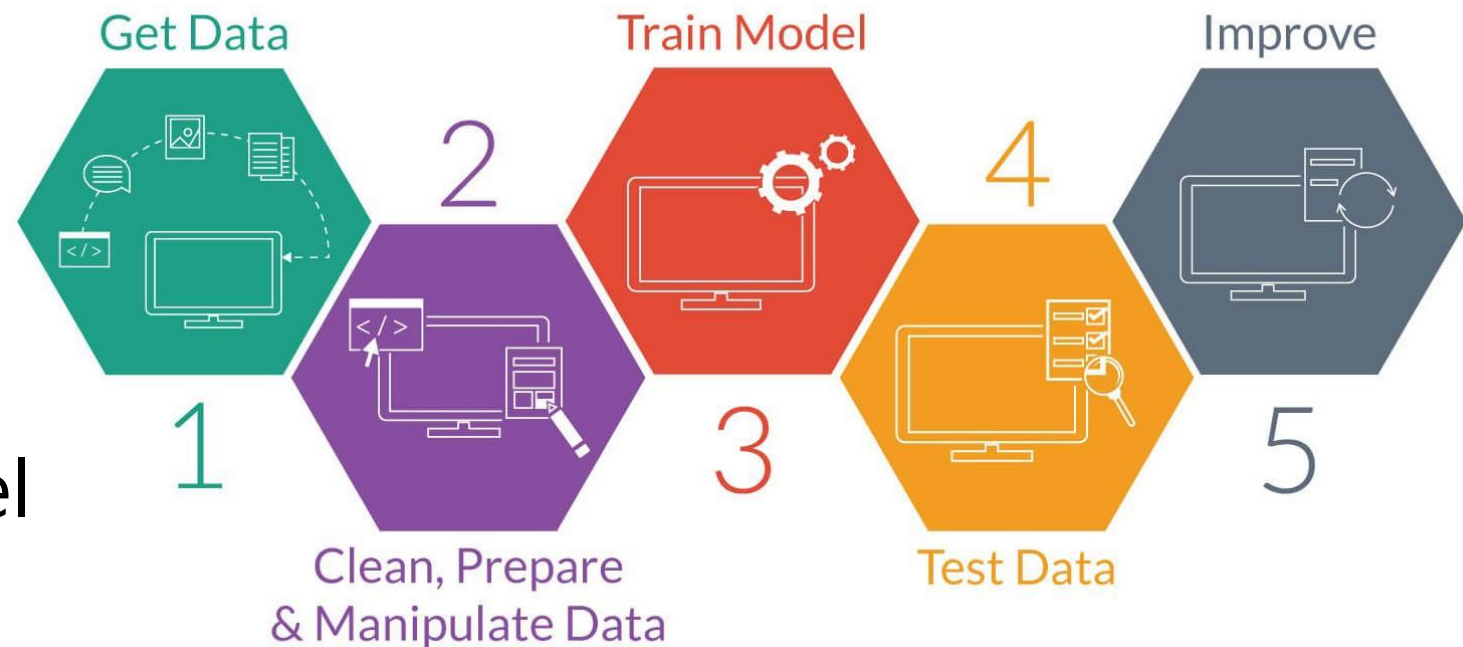 Get Data
Train Model
Improve
2
4
</>
</>
1
3
5
el
Clean, Prepare
& Manipulate Data
Test Data